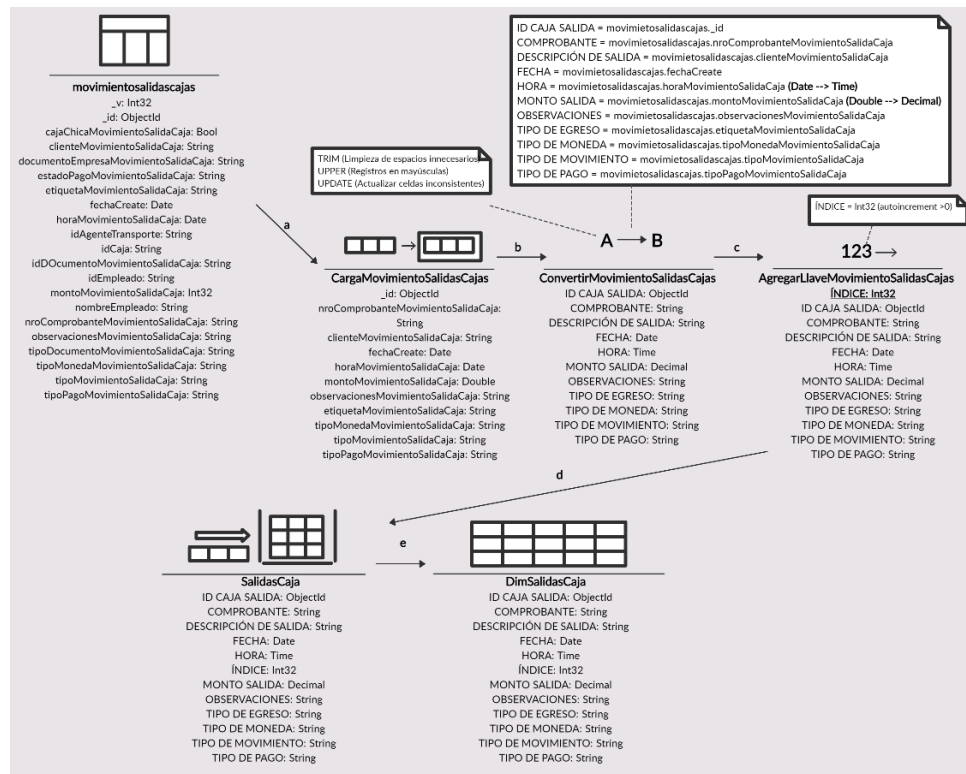 movimientosalidascajas
_v: Int32
_id: ObjectId
cajaChicaMovimientoSalidaCaja: Bool
clienteMovimientoSalidaCaja: String
documentoEmpresaMovimientoSalidaCaja: String
estadoPagoMovimientoSalidaCaja: String
etiquetaMovimientoSalidaCaja: String
fechaCreate: Date
horaMovimientoSalidaCaja: Date
idAgenteTransporte: String
idCaja: String
idDOcumentoMovimientoSalidaCaja: String
idEmpleado: String
montoMovimientoSalidaCaja: Int32
nombreEmpleado: String
nroComprobanteMovimientoSalidaCaja: String
observacionesMovimientoSalidaCaja: String
tipoDocumentoMovimientoSalidaCaja: String
tipoMonedaMovimientoSalidaCaja: String
tipoMovimientoSalidaCaja: String
tipoPagoMovimientoSalidaCaja: String
a
TRIM (Limpieza de espacios innecesarios)
UPPER (Registros en mayúsculas)
UPDATE (Actualizar celdas inconsistentes)
ID CAJA SALIDA = movimietosalidascajas._id
COMPROBANTE = movimietosalidascajas.nroComprobanteMovimientoSalidaCaja
DESCRIPCIÓN DE SALIDA = movimietosalidascajas.clienteMovimientoSalidaCaja
FECHA = movimietosalidascajas.fechaCreate
HORA = movimietosalidascajas.horaMovimientoSalidaCaja (Date --> Time)
MONTO SALIDA = movimietosalidascajas.montoMovimientoSalidaCaja (Double --> Decimal)
OBSERVACIONES = movimietosalidascajas.observacionesMovimientoSalidaCaja
TIPO DE EGRESO = movimietosalidascajas.etiquetaMovimientoSalidaCaja
TIPO DE MONEDA = movimietosalidascajas.tipoMonedaMovimientoSalidaCaja
TIPO DE MOVIMIENTO = movimietosalidascajas.tipoMovimientoSalidaCaja
TIPO DE PAGO = movimietosalidascajas.tipoPagoMovimientoSalidaCaja
ÍNDICE = Int32 (autoincrement >0)
CargaMovimientoSalidasCajas
_id: ObjectId
nroComprobanteMovimientoSalidaCaja:
String
clienteMovimientoSalidaCaja: String
fechaCreate: Date
horaMovimientoSalidaCaja: Date
montoMovimientoSalidaCaja: Double
observacionesMovimientoSalidaCaja: String
etiquetaMovimientoSalidaCaja: String
tipoMonedaMovimientoSalidaCaja: String
tipoMovimientoSalidaCaja: String
tipoPagoMovimientoSalidaCaja: String
b
A → B
ConvertirMovimientoSalidasCajas
ID CAJA SALIDA: ObjectId
COMPROBANTE: String
DESCRIPCIÓN DE SALIDA: String
FECHA: Date
HORA: Time
MONTO SALIDA: Decimal
OBSERVACIONES: String
TIPO DE EGRESO: String
TIPO DE MONEDA: String
TIPO DE MOVIMIENTO: String
TIPO DE PAGO: String
c
123 →
AgregarLlaveMovimientoSalidasCajas
ÍNDICE: Int32
ID CAJA SALIDA: ObjectId
COMPROBANTE: String
DESCRIPCIÓN DE SALIDA: String
FECHA: Date
HORA: Time
MONTO SALIDA: Decimal
OBSERVACIONES: String
TIPO DE EGRESO: String
TIPO DE MONEDA: String
TIPO DE MOVIMIENTO: String
TIPO DE PAGO: String
d
SalidasCaja
ID CAJA SALIDA: ObjectId
COMPROBANTE: String
DESCRIPCIÓN DE SALIDA: String
FECHA: Date
HORA: Time
ÍNDICE: Int32
MONTO SALIDA: Decimal
OBSERVACIONES: String
TIPO DE EGRESO: String
TIPO DE MONEDA: String
TIPO DE MOVIMIENTO: String
TIPO DE PAGO: String
e
DimSalidasCaja
ID CAJA SALIDA: ObjectId
COMPROBANTE: String
DESCRIPCIÓN DE SALIDA: String
FECHA: Date
HORA: Time
ÍNDICE: Int32
MONTO SALIDA: Decimal
OBSERVACIONES: String
TIPO DE EGRESO: String
TIPO DE MONEDA: String
TIPO DE MOVIMIENTO: String
TIPO DE PAGO: String